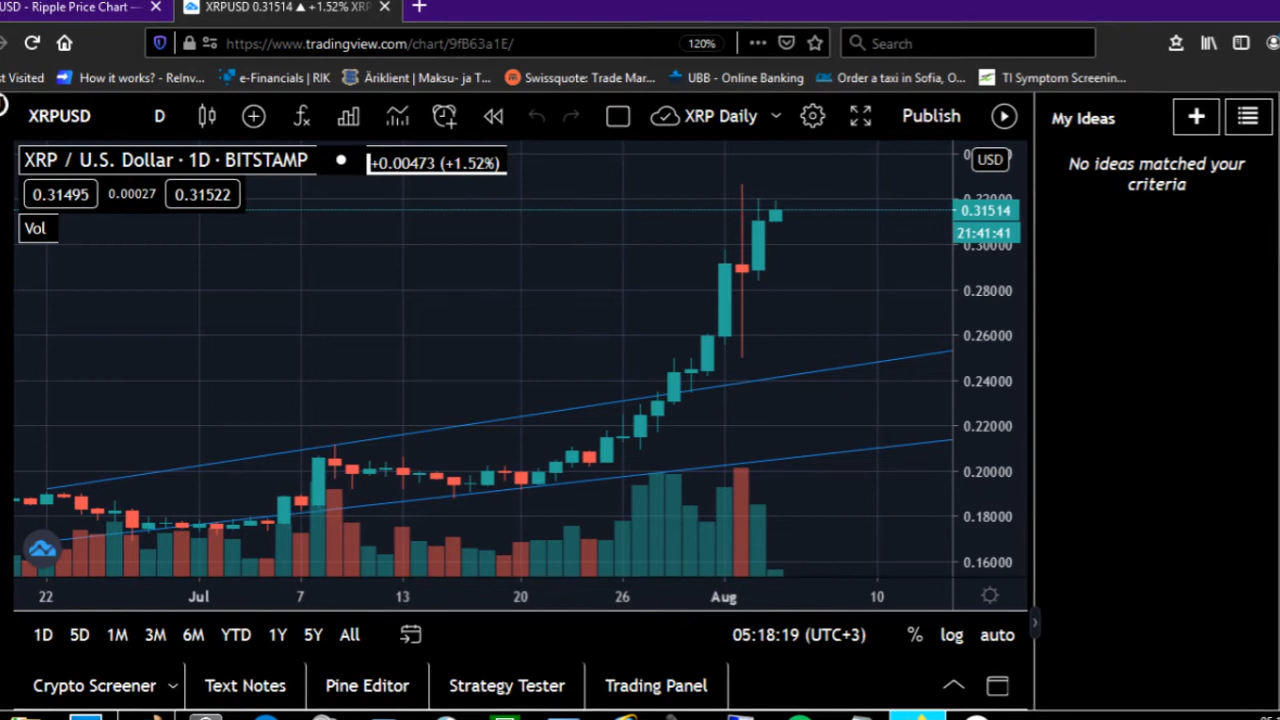 USD - Ripple Price Chart —
XRPUSD 0.31514 ▲ +1.52% XRP
https://www.tradingview.com/chart/9fB63a1E/
120%
Search
st Visited
How it works? - ReInv...
e-Financials | RIK
Äriklient | Maksu- ja T...
Swissquote: Trade Mar...
UBB - Online Banking
Order a taxi in Sofia, O...
TI Symptom Screenin...
XRPUSD D XRP Daily Publish
My Ideas
No ideas matched your
criteria
XRP / U.S. Dollar · 1D · BITSTAMP
+0.00473 (+1.52%)
0.31495 0.00027 0.31522
Vol
USD
0.32000
0.31514
21:41:41
0.30000
0.28000
0.26000
0.24000
0.22000
0.20000
0.18000
0.16000
22 Jul 7 13 20 26 Aug 10
1D 5D 1M 3M 6M YTD 1Y 5Y All
05:18:19 (UTC+3) % log auto
Crypto Screener Text Notes Pine Editor Strategy Tester Trading Panel